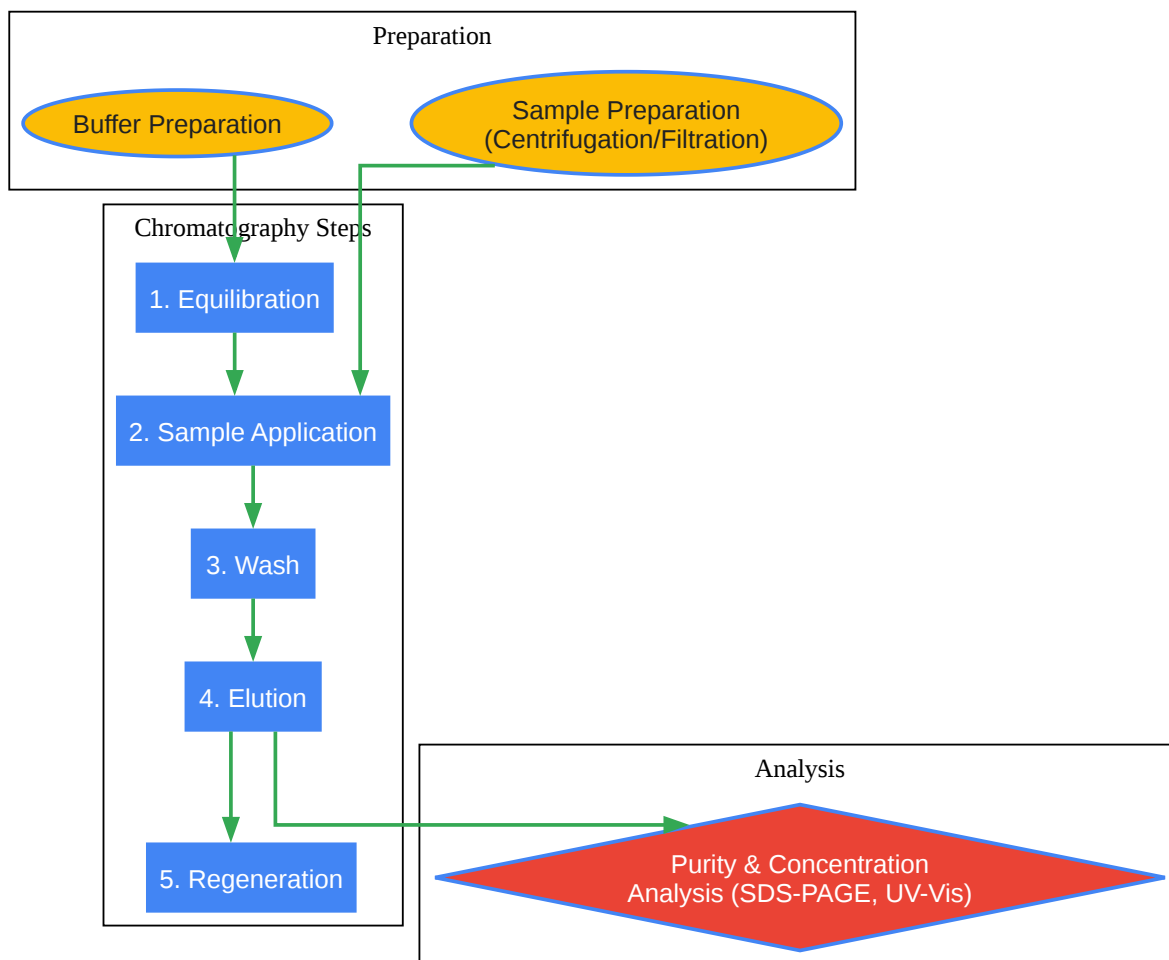 Preparation
Buffer Preparation
Sample Preparation
(Centrifugation/Filtration)
Chromatography Steps
1. Equilibration
2. Sample Application
3. Wash
4. Elution
5. Regeneration
Analysis
Purity & Concentration
Analysis (SDS-PAGE, UV-Vis)